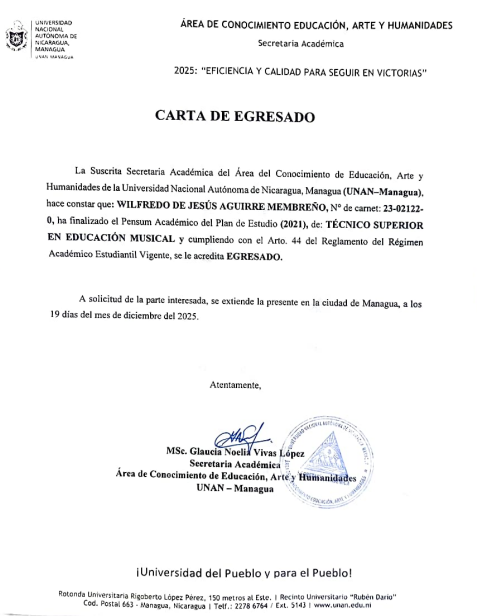 UNIVERSIDAD
NACIONAL
AUTÓNOMA DE
NICARAGUA,
MANAGUA
UNAN MANAGUA
ÁREA DE CONOCIMIENTO EDUCACIÓN, ARTE Y HUMANIDADES
Secretaria Académica
2025: “EFICIENCIA Y CALIDAD PARA SEGUIR EN VICTORIAS”
CARTA DE EGRESADO
La Suscrita Secretaria Académica del Área del Conocimiento de Educación, Arte y
Humanidades de la Universidad Nacional Autónoma de Nicaragua, Managua (UNAN–Managua),
hace constar que: WILFREDO DE JESÚS AGUIRRE MEMBREÑO, N° de carnet: 23-02122-
0, ha finalizado el Pensum Académico del Plan de Estudio (2021), de: TÉCNICO SUPERIOR
EN EDUCACIÓN MUSICAL y cumpliendo con el Arto. 44 del Reglamento del Régimen
Académico Estudiantil Vigente, se le acredita EGRESADO.
A solicitud de la parte interesada, se extiende la presente en la ciudad de Managua, a los
19 días del mes de diciembre del 2025.
Atentamente,
MSc. Glaucia Noelia Vivas López
Secretaria Académica
Área de Conocimiento de Educación, Arte y Humanidades
UNAN – Managua
¡Universidad del Pueblo y para el Pueblo!
Rotonda Universitaria Rigoberto López Pérez, 150 metros al Este. | Recinto Universitario “Rubén Darío”
Cod. Postal 663 - Managua, Nicaragua | Telf.: 2278 6764 / Ext. 5143 | www.unan.edu.ni